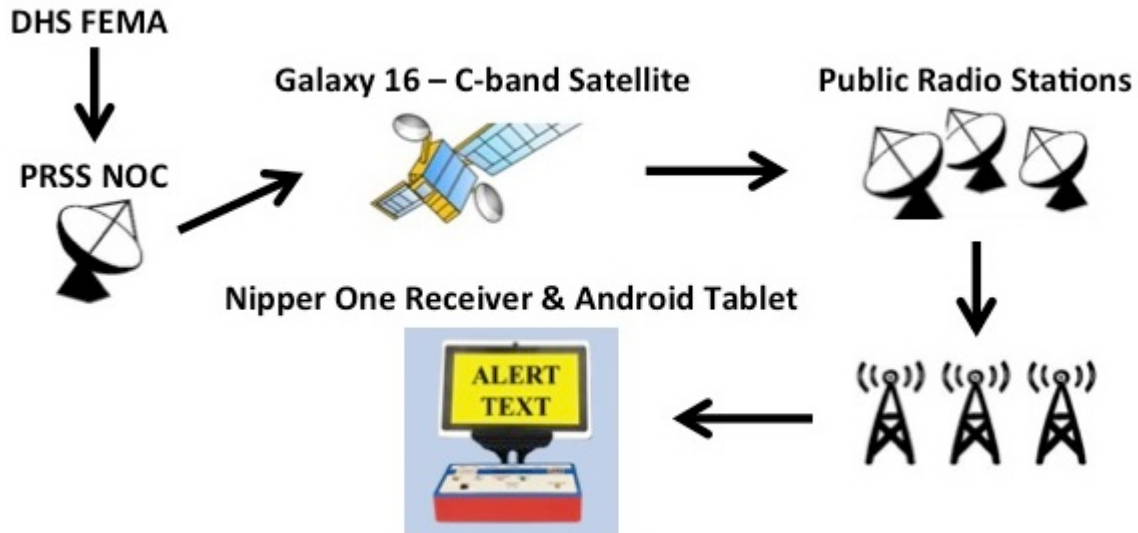 DHS FEMA
Galaxy 16 – C-band Satellite
Public Radio Stations
PRSS NOC
Nipper One Receiver & Android Tablet
ALERT
TEXT